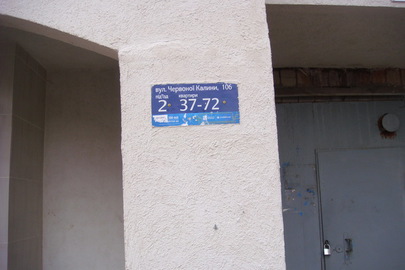 вул. Червоної Калини, 106
під'їзд квартири
2 37-72